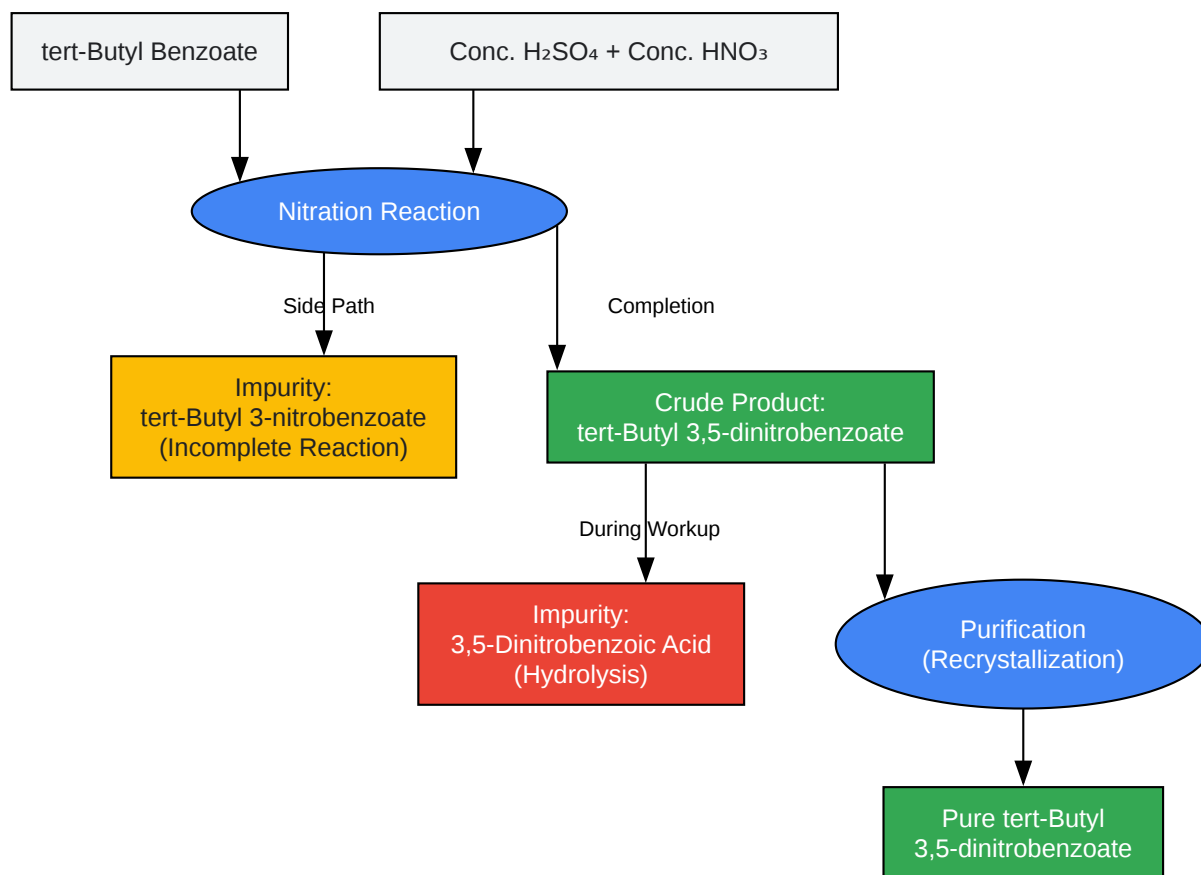 tert-Butyl Benzoate
Conc. H₂SO₄ + Conc. HNO₃
Nitration Reaction
Side Path
Completion
Impurity:
tert-Butyl 3-nitrobenzoate
(Incomplete Reaction)
Crude Product:
tert-Butyl 3,5-dinitrobenzoate
During Workup
Impurity:
3,5-Dinitrobenzoic Acid
(Hydrolysis)
Purification
(Recrystallization)
Pure tert-Butyl
3,5-dinitrobenzoate